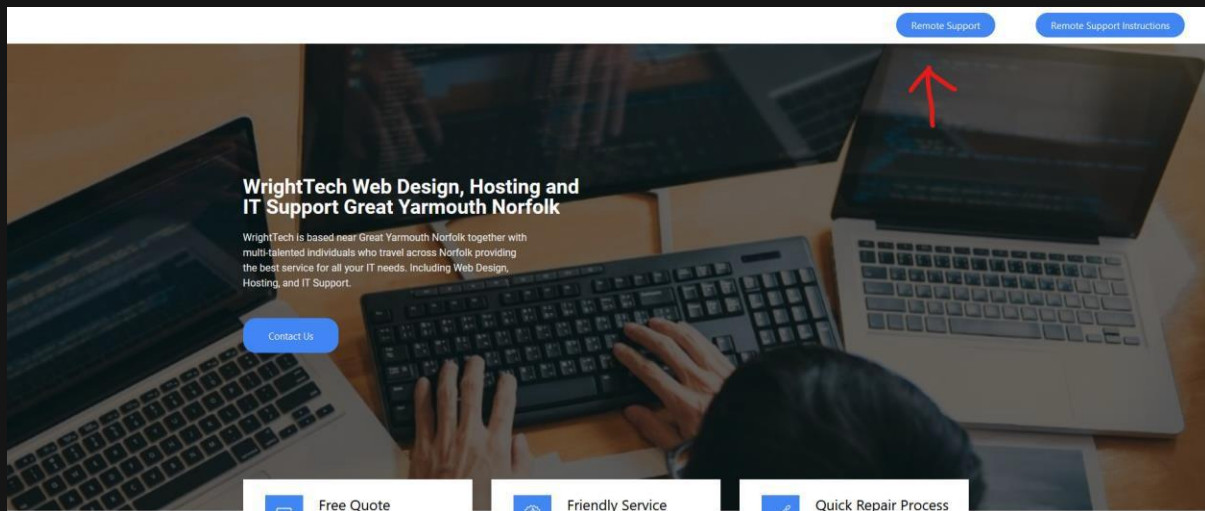 Remote Support
Remote Support Instructions
WrightTech Web Design, Hosting and
IT Support Great Yarmouth Norfolk
WrightTech is based near Great Yarmouth Norfolk together with
multi-talented individuals who travel across Norfolk providing
the best service for all your IT needs. Including Web Design,
Hosting, and IT Support.
Contact Us
Free Quote
Friendly Service
Quick Repair Process